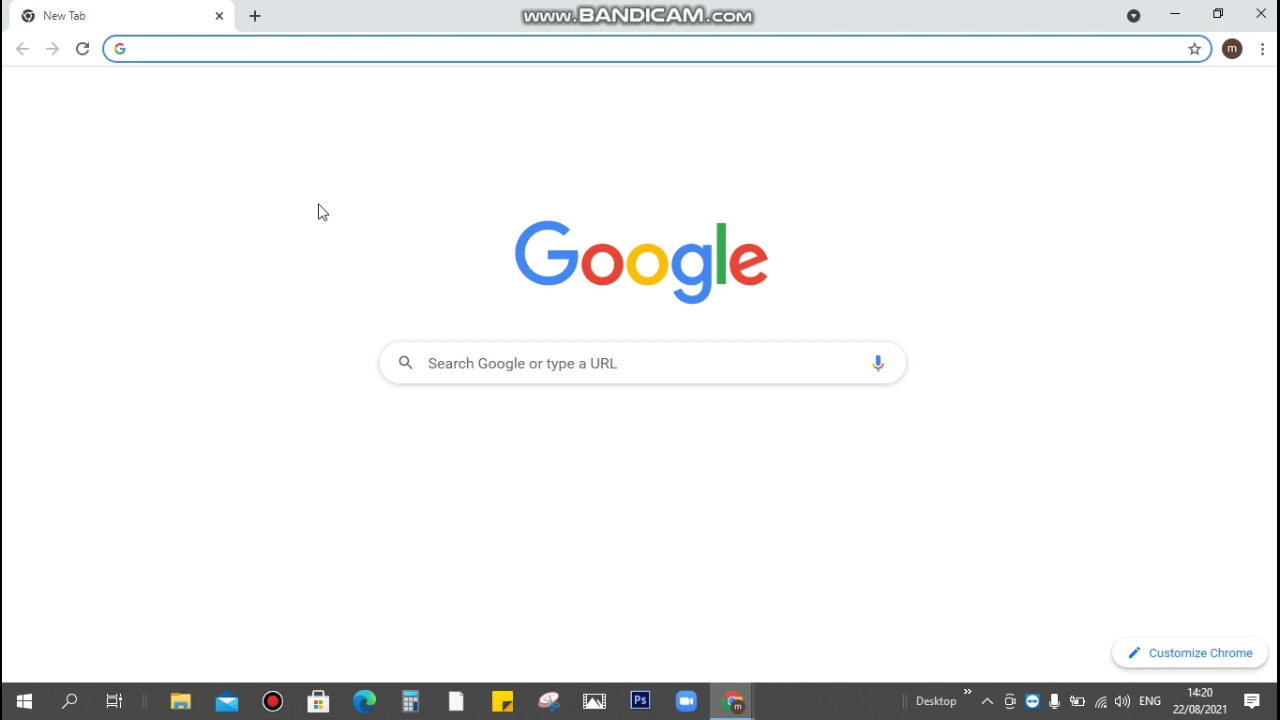 New Tab
www.BANDICAM.com
m
Google
Search Google or type a URL
Customize Chrome
Ps
m
Desktop
ENG
14:20
22/08/2021